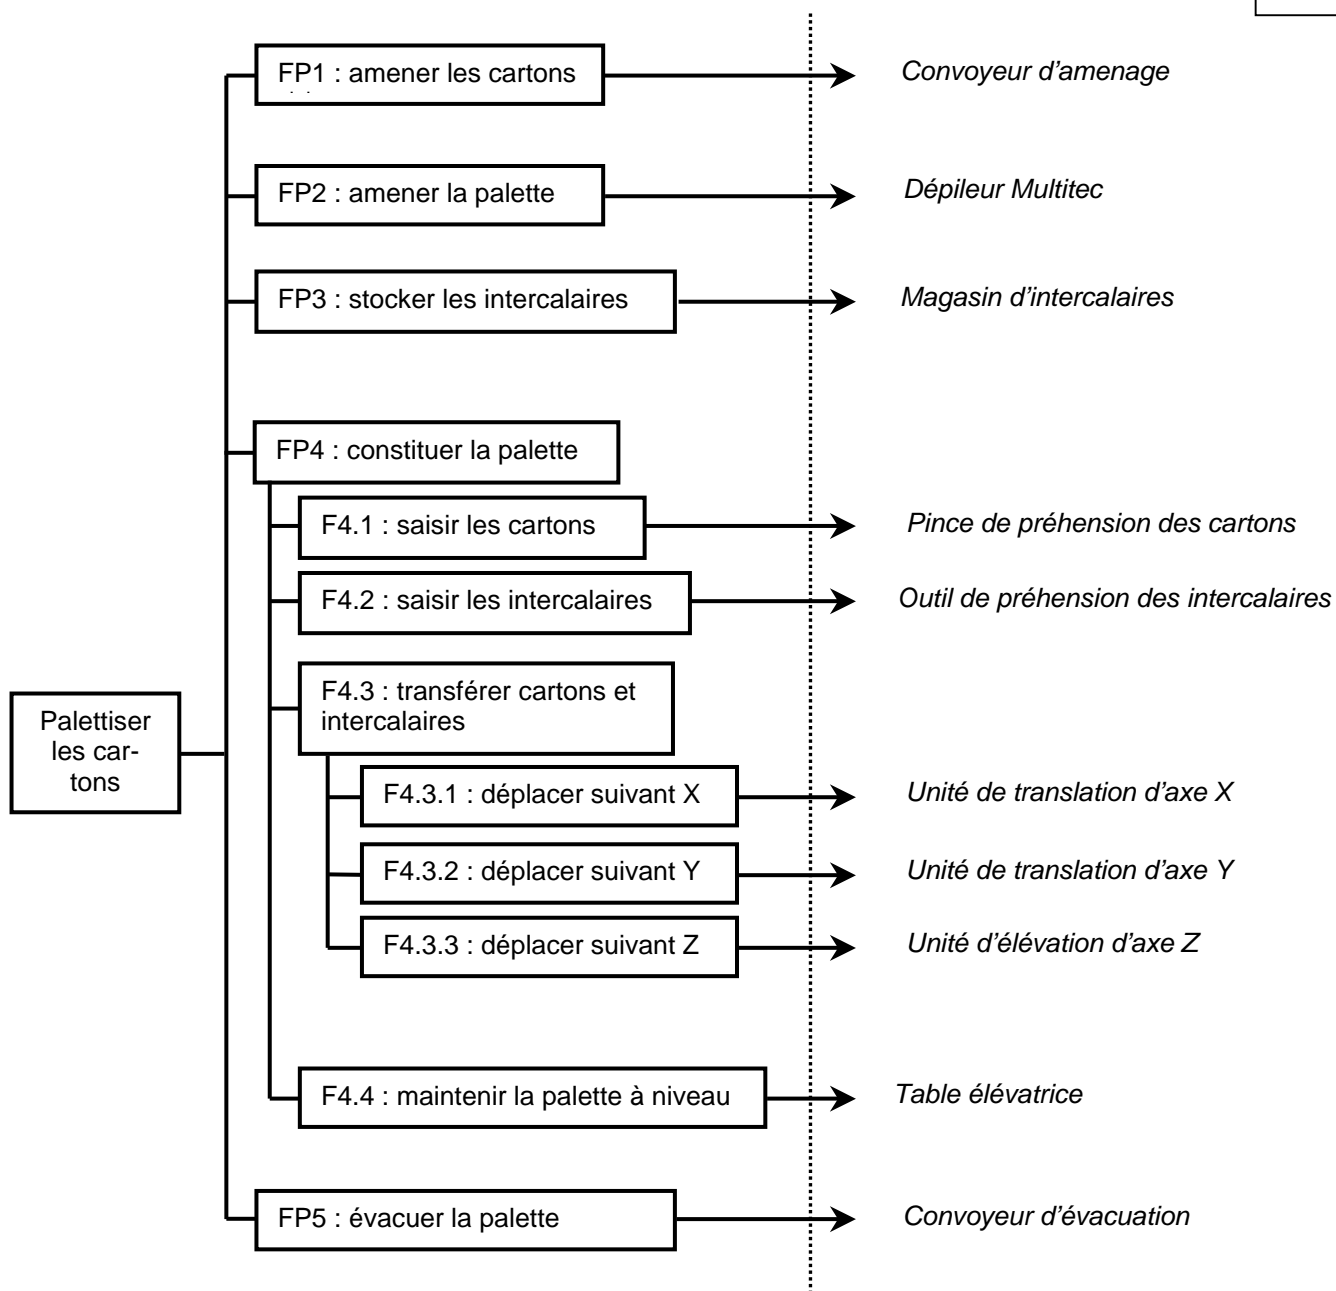 FP1 : amener les cartons
Convoyeur d’amenage
FP2 : amener la palette
Dépileur Multitec
FP3 : stocker les intercalaires
Magasin d’intercalaires
FP4 : constituer la palette
F4.1 : saisir les cartons
Pince de préhension des cartons
F4.2 : saisir les intercalaires
Outil de préhension des intercalaires
F4.3 : transférer cartons et
intercalaires
Palettiser
les car-
tons
F4.3.1 : déplacer suivant X
Unité de translation d’axe X
F4.3.2 : déplacer suivant Y
Unité de translation d’axe Y
F4.3.3 : déplacer suivant Z
Unité d’élévation d’axe Z
F4.4 : maintenir la palette à niveau
Table élévatrice
FP5 : évacuer la palette
Convoyeur d’évacuation